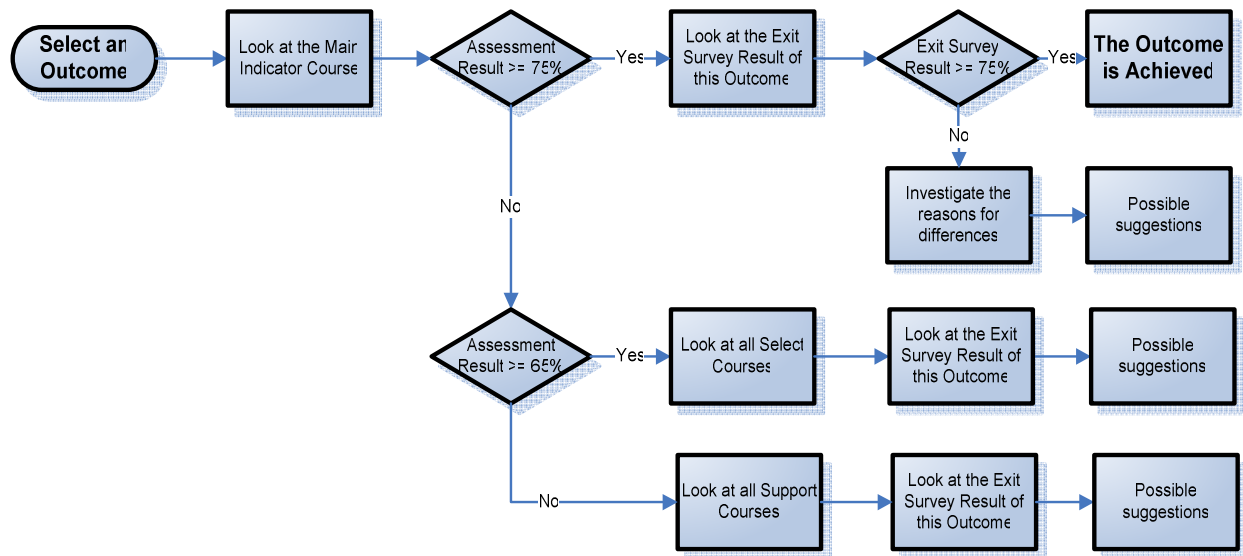 Select an
Outcome
Look at the Main
Indicator Course
Assessment
Result >= 75%
Yes
Look at the Exit
Survey Result of
this Outcome
Exit Survey
Result >= 75%
Yes
The Outcome
is Achieved
No
Investigate the
reasons for
differences
Possible
suggestions
No
Assessment
Result >= 65%
Yes
Look at all Select
Courses
Look at the Exit
Survey Result of
this Outcome
Possible
suggestions
No
Look at all Support
Courses
Look at the Exit
Survey Result of
this Outcome
Possible
suggestions